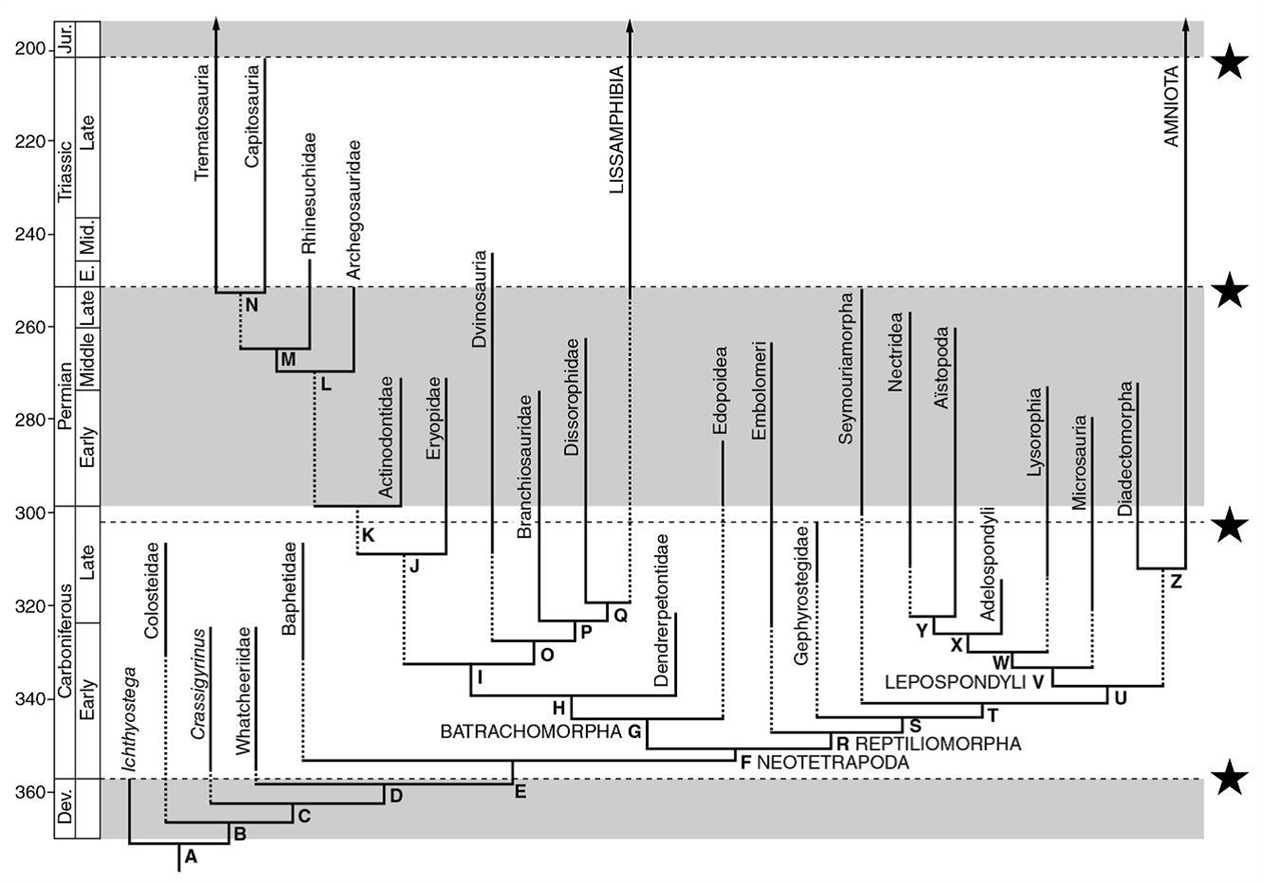 200
220
240
260
280
300
320
340
360
Jur.
Triassic
Late
Mid.
E.
Permian
Late
Middle
Early
Carboniferous
Late
Early
Dev.
Trematosauria
Capitosauria
Rhinesuchidae
Archegosauridae
LISSAMPHIBIA
AMNIOTA
N
M
L
Dvinosauria
Actinodontidae
Eryopidae
Branchiosauridae
Dissorophidae
Edopoidea
Embolomeri
Seymouriamorpha
Nectridea
Aïstopoda
Lysorophia
Microsauria
Diadectomorpha
K
J
Colosteidae
Crassigyrinus
Whatcheeriidae
Baphetidae
Ichthyostega
Dendrerpetontidae
Gephyrostegidae
Adelospondyli
Z
Q
P
O
I
Y
X
W
LEPOSPONDYLI V
U
H
T
BATRACHOMORPHA G
S
R REPTILIOMORPHA
F NEOTETRAPODA
E
D
C
B
A